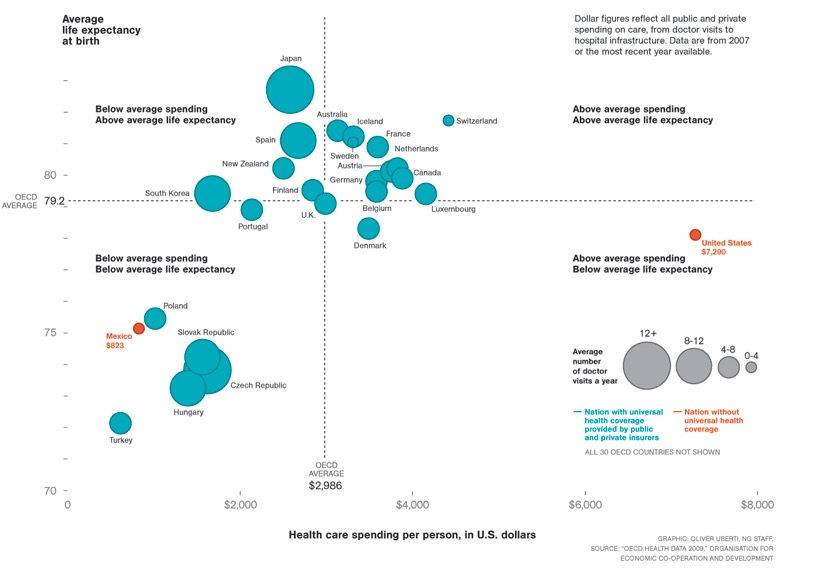 Average
life expectancy
at birth
Dollar figures reflect all public and private
spending on care, from doctor visits to
hospital infrastructure. Data are from 2007
or the most recent year available.
Japan
Below average spending
Above average life expectancy
Above average spending
Above average life expectancy
Australia
Iceland
Switzerland
France
Spain
Sweden
Netherlands
New Zealand
Austria
Canada
80
Germany
South Korea
Finland
OECD
AVERAGE
79.2
U.K.
Belgium
Luxembourg
Portugal
Denmark
United States
$7,290
Below average spending
Below average life expectancy
Above average spending
Below average life expectancy
Poland
Mexico
$823
75
Slovak Republic
Czech Republic
Hungary
Turkey
Average
number
of doctor
visits a year
12+
8-12
4-8
0-4
Nation with universal
health coverage
provided by public
and private insurers
Nation without
universal health
coverage
ALL 30 OECD COUNTRIES NOT SHOWN
OECD
AVERAGE
$2,986
70
0
$2,000
$4,000
$6,000
$8,000
Health care spending per person, in U.S. dollars
GRAPHIC: OLIVER UBERTI, NG STAFF.
SOURCE: "OECD HEALTH DATA 2009," ORGANISATION FOR
ECONOMIC CO-OPERATION AND DEVELOPMENT